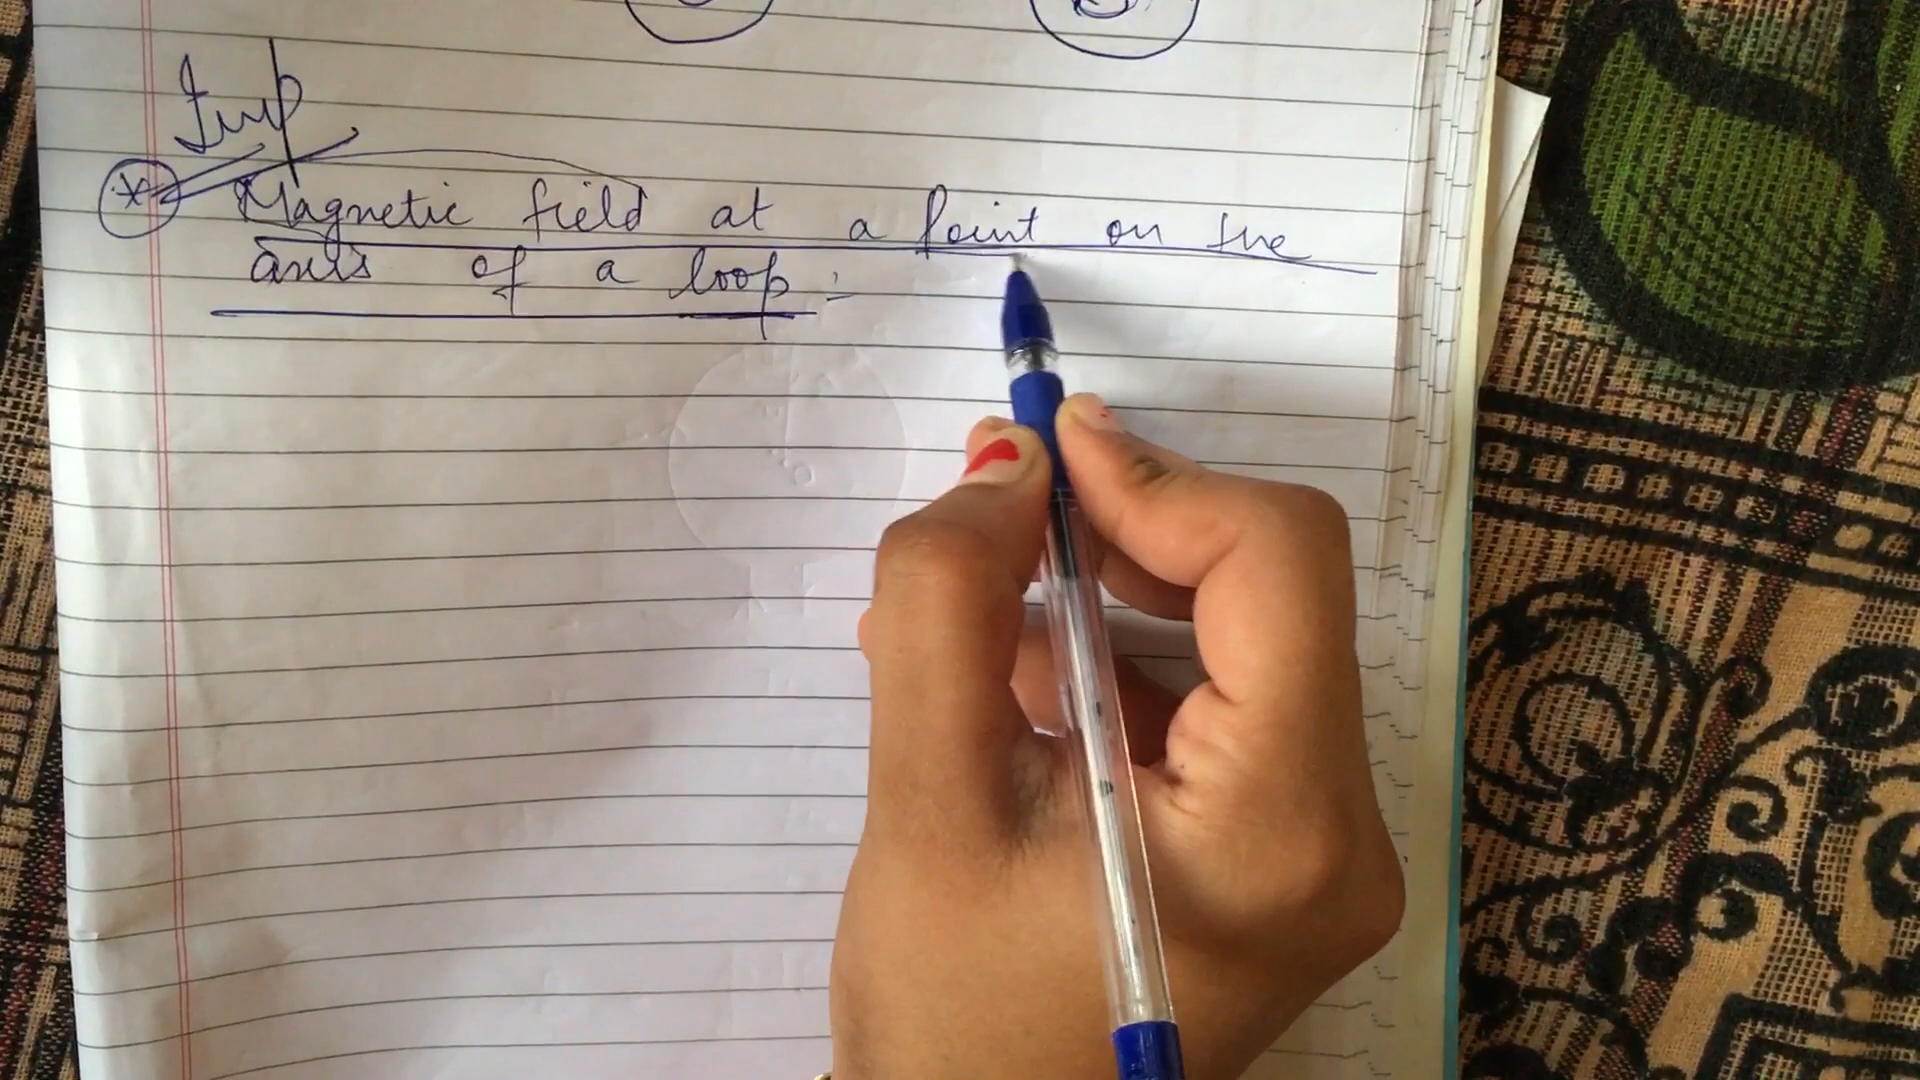 Imp
* Magnetic field at a Point on the
axis of a loop :-